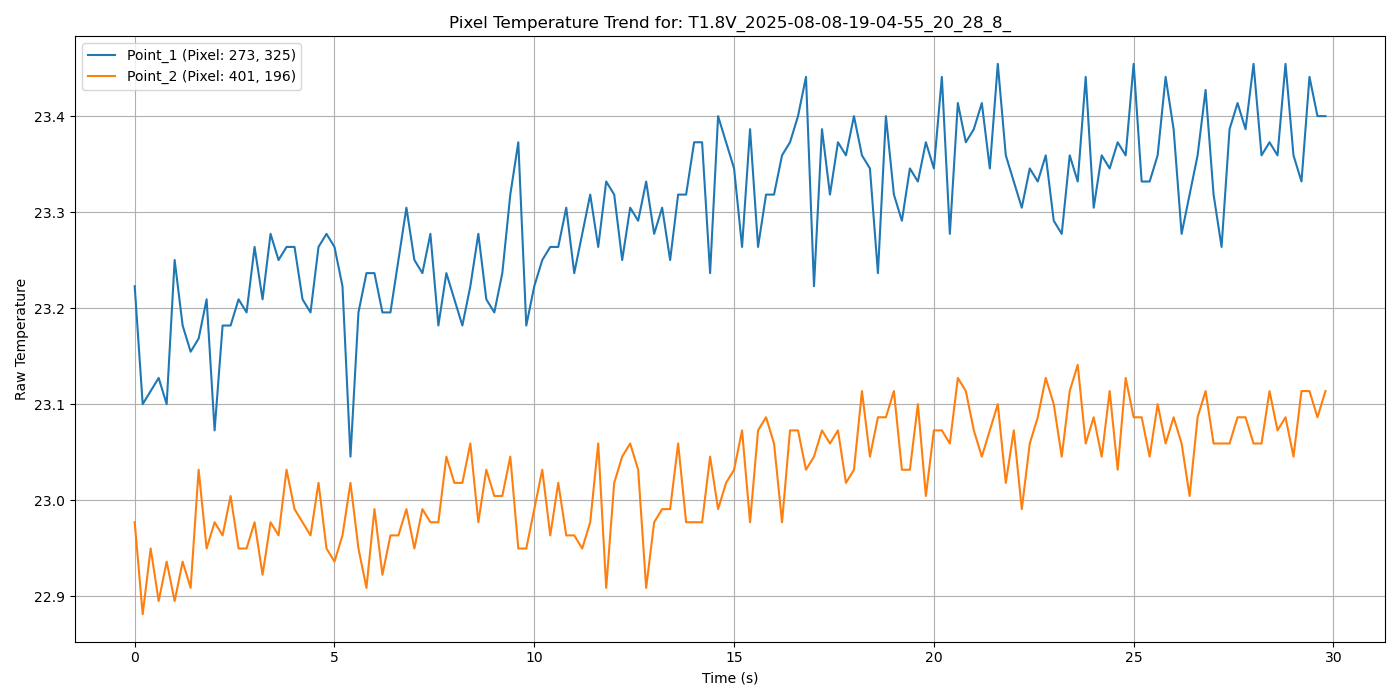 Pixel Temperature Trend for: T1.8V_2025-08-08-19-04-55_20_28_8_
Point_1 (Pixel: 273, 325)
Point_2 (Pixel: 401, 196)
23.4
23.3
23.2
23.1
23.0
22.9
Raw Temperature
0 5 10 15 20 25 30
Time (s)